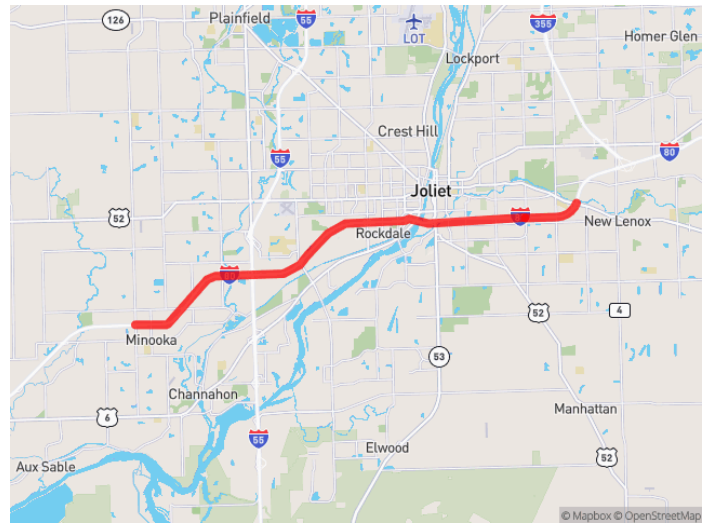 126
Plainfield
55
LOT
355
Homer Glen
Lockport
Crest Hill
55
80
Joliet
52
Rockdale
New Lenox
80
Minooka
52
4
53
Channahon
6
Manhattan
55
Elwood
52
Aux Sable
© Mapbox © OpenStreetMap